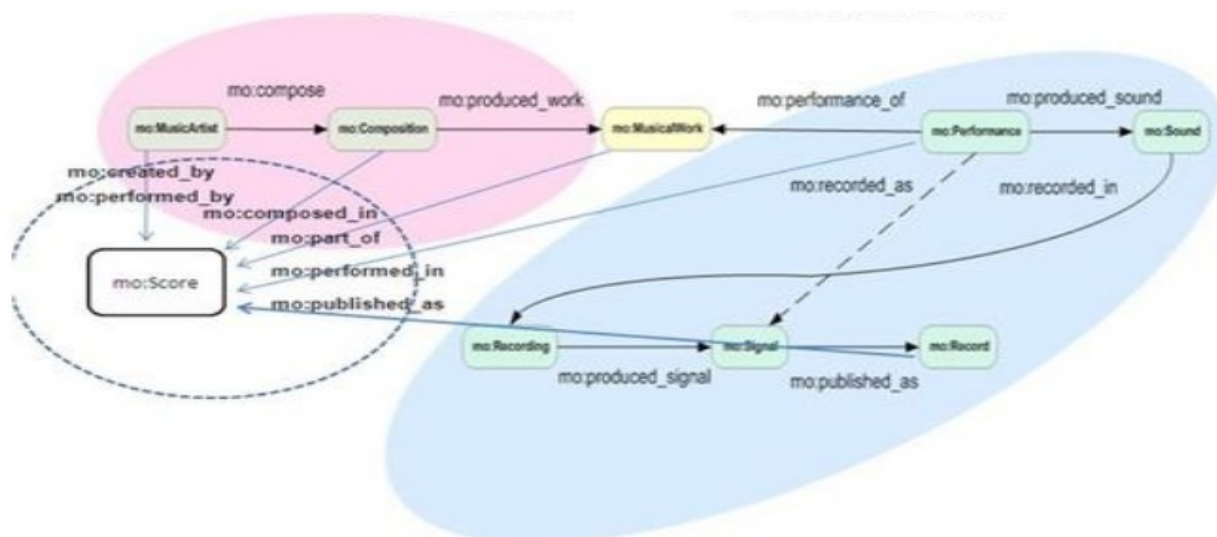 mo:compose
mo:produced_work
mo:performance_of
mo:produced_sound
mo:MusicArtist
mo:Composition
mo:MusicalWork
mo:Performance
mo:Sound
mo:created_by
mo:performed_by
mo:recorded_as
mo:recorded_in
mo:composed_in
mo:part_of
mo:Score
mo:performed_in
mo:published_as
mo:Recording
mo:Signal
mo:Record
mo:produced_signal
mo:published_as